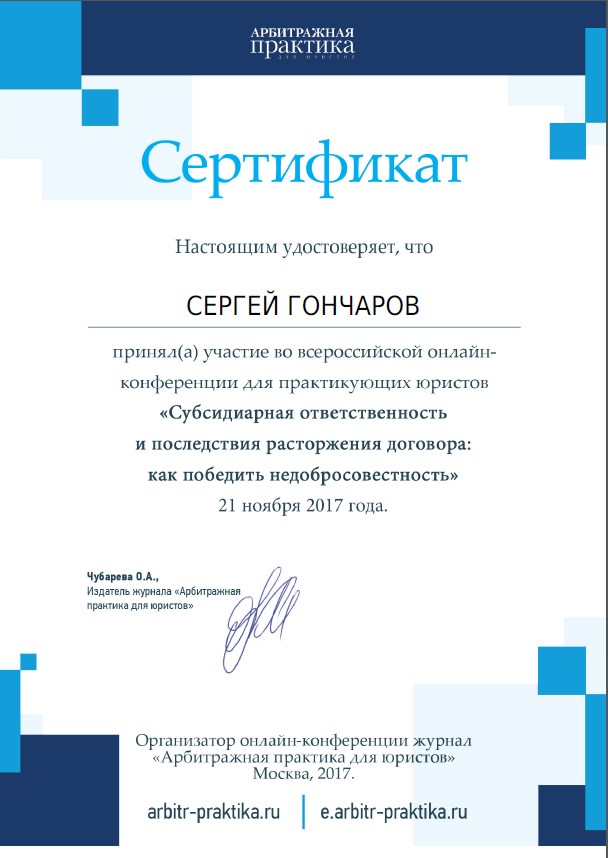 АРБИТРАЖНАЯ
практика
ДЛЯ ЮРИСТОВ
Сертификат
Настоящим удостоверяет, что
СЕРГЕЙ ГОНЧАРОВ
принял(а) участие во всероссийской онлайн-
конференции для практикующих юристов
«Субсидиарная ответственность
и последствия расторжения договора:
как победить недобросовестность»
21 ноября 2017 года.
Чубарева О.А.,
Издатель журнала «Арбитражная
практика для юристов»
Организатор онлайн-конференции журнал
«Арбитражная практика для юристов»
Москва, 2017.
arbitr-praktika.ru | e.arbitr-praktika.ru